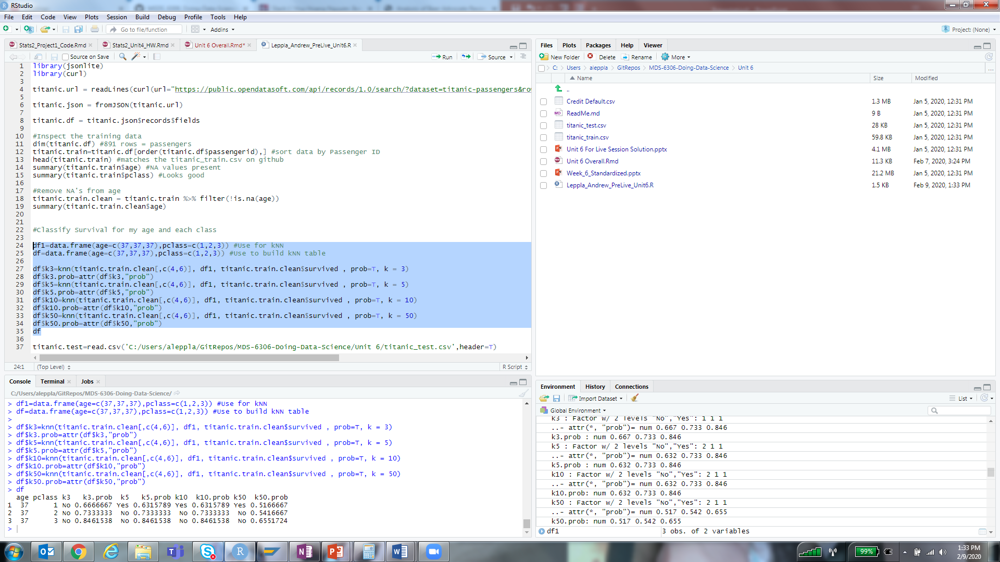 RStudio
File Edit Code View Plots Session Build Debug Profile Tools Help
Go to file/function Addins Project: (None)
Stats2_Project1_Code.Rmd Stats2_Unit4_HW.Rmd Unit 6 Overall.Rmd* Leppla_Andrew_PreLive_Unit6.R
Source on Save Run Source
1 library(jsonlite)
2 library(curl)
3
4 titanic.url = readLines(curl(url="https://public.opendatasoft.com/api/records/1.0/search/?dataset=titanic-passengers&ro
5
6 titanic.json = fromJSON(titanic.url)
7
8 titanic.df = titanic.json$records$fields
9
10 #Inspect the training data
11 dim(titanic.df) #891 rows = passengers
12 titanic.train=titanic.df[order(titanic.df$passengerid),] #sort data by Passenger ID
13 head(titanic.train) #matches the titanic_train.csv on github
14 summary(titanic.train$age) #NA values present
15 summary(titanic.train$pclass) #Looks good
16
17 #Remove NA's from age
18 titanic.train.clean = titanic.train %>% filter(!is.na(age))
19 summary(titanic.train.clean$age)
20
21
22 #Classify Survival for my age and each class
23
24 df1=data.frame(age=c(37,37,37),pclass=c(1,2,3)) #Use for kNN
25 df=data.frame(age=c(37,37,37),pclass=c(1,2,3)) #Use to build kNN table
26
27 df$k3=knn(titanic.train.clean[,c(4,6)], df1, titanic.train.clean$survived , prob=T, k = 3)
28 df$k3.prob=attr(df$k3,"prob")
29 df$k5=knn(titanic.train.clean[,c(4,6)], df1, titanic.train.clean$survived , prob=T, k = 5)
30 df$k5.prob=attr(df$k5,"prob")
31 df$k10=knn(titanic.train.clean[,c(4,6)], df1, titanic.train.clean$survived , prob=T, k = 10)
32 df$k10.prob=attr(df$k10,"prob")
33 df$k50=knn(titanic.train.clean[,c(4,6)], df1, titanic.train.clean$survived , prob=T, k = 50)
34 df$k50.prob=attr(df$k50,"prob")
35 df
36
37 titanic.test=read.csv('C:/Users/aleppla/GitRepos/MDS-6306-Doing-Data-Science/Unit 6/titanic_test.csv',header=T)
24:1 (Top Level) R Script
Console Terminal Jobs
C:/Users/aleppla/GitRepos/MDS-6306-Doing-Data-Science/
> df1=data.frame(age=c(37,37,37),pclass=c(1,2,3)) #Use for kNN
> df=data.frame(age=c(37,37,37),pclass=c(1,2,3)) #Use to build kNN table
>
> df$k3=knn(titanic.train.clean[,c(4,6)], df1, titanic.train.clean$survived , prob=T, k = 3)
> df$k3.prob=attr(df$k3,"prob")
> df$k5=knn(titanic.train.clean[,c(4,6)], df1, titanic.train.clean$survived , prob=T, k = 5)
> df$k5.prob=attr(df$k5,"prob")
> df$k10=knn(titanic.train.clean[,c(4,6)], df1, titanic.train.clean$survived , prob=T, k = 10)
> df$k10.prob=attr(df$k10,"prob")
> df$k50=knn(titanic.train.clean[,c(4,6)], df1, titanic.train.clean$survived , prob=T, k = 50)
> df$k50.prob=attr(df$k50,"prob")
> df
age pclass k3 k3.prob k5 k5.prob k10 k10.prob k50 k50.prob
1 37 1 No 0.6666667 Yes 0.6315789 Yes 0.6315789 Yes 0.5166667
2 37 2 No 0.7333333 No 0.7333333 No 0.7333333 No 0.5416667
3 37 3 No 0.8461538 No 0.8461538 No 0.8461538 No 0.6551724
>
Files Plots Packages Help Viewer
New Folder Delete Rename More
C: Users aleppla GitRepos MDS-6306-Doing-Data-Science Unit 6 ...
Name Size Modified
..
Credit Default.csv 1.3 MB Jan 5, 2020, 12:31 PM
ReadMe.md 9 B Jan 5, 2020, 12:31 PM
titanic_test.csv 28 KB Jan 5, 2020, 12:31 PM
titanic_train.csv 59.8 KB Jan 5, 2020, 12:31 PM
Unit 6 For Live Session Solution.pptx 4.1 MB Jan 5, 2020, 12:31 PM
Unit 6 Overall.Rmd 11.3 KB Feb 7, 2020, 3:24 PM
Week_6_Standardized.pptx 21.2 MB Jan 5, 2020, 12:31 PM
Leppla_Andrew_PreLive_Unit6.R 1.5 KB Feb 9, 2020, 1:33 PM
Environment History Connections
Import Dataset List
Global Environment
k3 : Factor w/ 2 levels "No","Yes": 1 1 1
..- attr(*, "prob")= num 0.667 0.733 0.846
k3.prob : num 0.667 0.733 0.846
k5 : Factor w/ 2 levels "No","Yes": 2 1 1
..- attr(*, "prob")= num 0.632 0.733 0.846
k5.prob : num 0.632 0.733 0.846
k10 : Factor w/ 2 levels "No","Yes": 2 1 1
..- attr(*, "prob")= num 0.632 0.733 0.846
k10.prob: num 0.632 0.733 0.846
k50 : Factor w/ 2 levels "No","Yes": 2 1 1
..- attr(*, "prob")= num 0.517 0.542 0.655
k50.prob: num 0.517 0.542 0.655
df1 3 obs. of 2 variables
99% 1:33 PM
2/9/2020